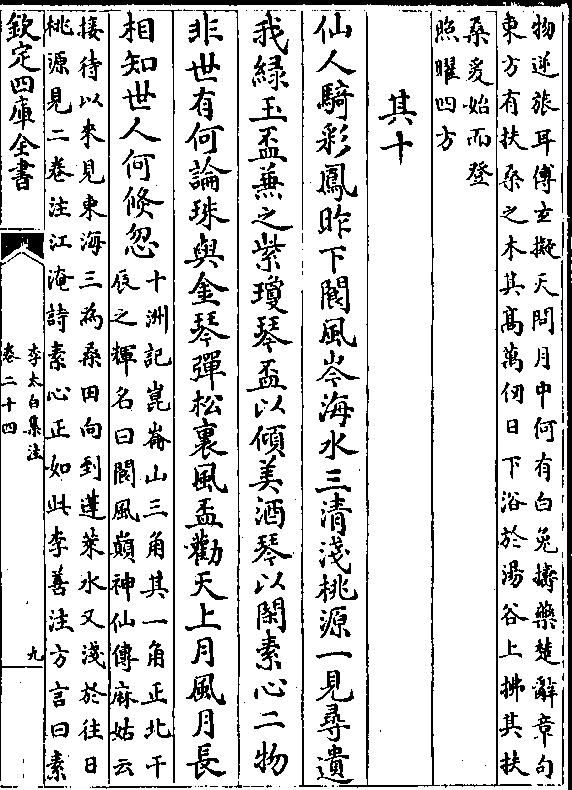 物逆旅耳傅玄擬天問月中何有白兎擣藥楚辭章句
東方有扶桑之木其髙萬仞日下浴於湯谷上拂其扶
桑爰始而登
照曜四方
其十
仙人騎彩鳳昨下閬風岑海水三清淺桃源一見尋遺
我緑玉盃兼之紫瓊琴盃以傾美酒琴以閑素心二物
非世有何論珠與金琴彈松裏風盃勸天上月風月長
相知世人何倐忽
十洲記崑崙山三角其一角正北干
辰之輝名曰閬風巔神仙傳麻姑云
接待以來見東海三為桑田向到蓬萊水又淺於往日
桃源見二卷注江淹詩素心正如此李善注方言曰素
欽定四庫全書
李太白集注
卷二十四
九